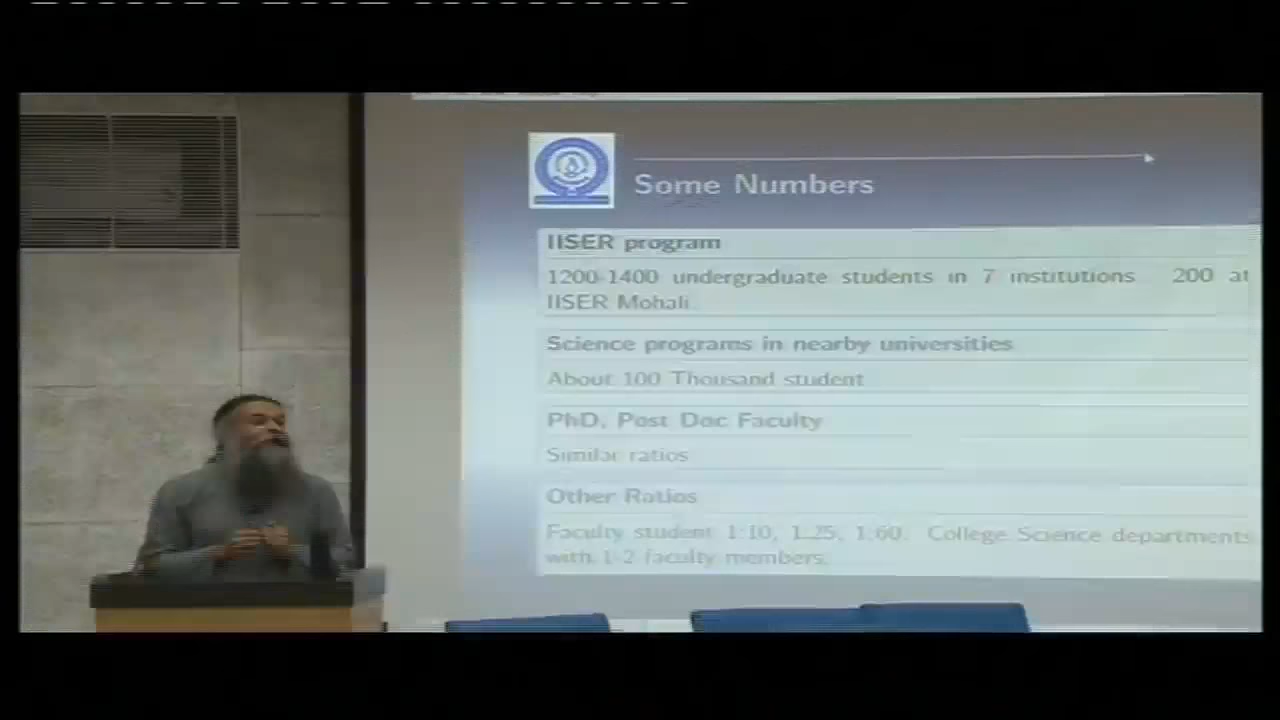 Some Numbers
IISER program
1200-1400 undergraduate students in 7 institutions 200 at
IISER Mohali.
Science programs in nearby universities
About 100 Thousand student
PhD, Post Doc Faculty
Similar ratios
Other Ratios
Faculty student 1:10, 1:25, 1:60. College Science departments
with 1-2 faculty members.